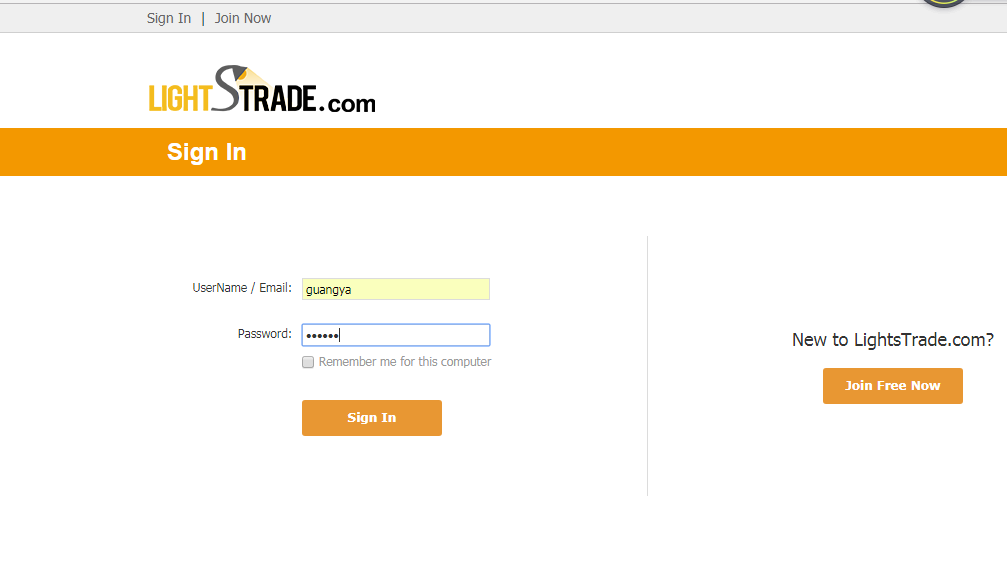 Sign In | Join Now
LIGHTSTRADE.com
Sign In
UserName / Email: guangya
Password: ••••••
Remember me for this computer
Sign In
New to LightsTrade.com?
Join Free Now